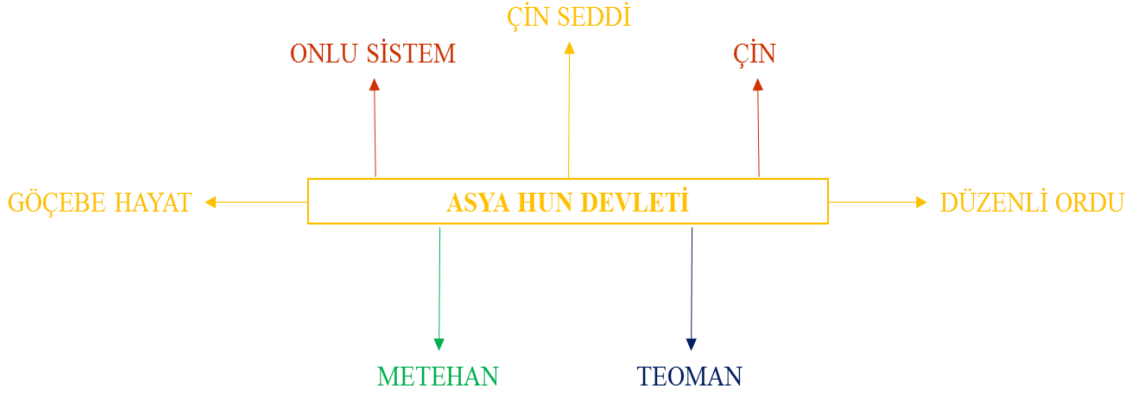 ÇİN SEDDİ
ONLU SİSTEM
ÇİN
GÖÇEBE HAYAT
ASYA HUN DEVLETİ
DÜZENLİ ORDU
METEHAN
TEOMAN